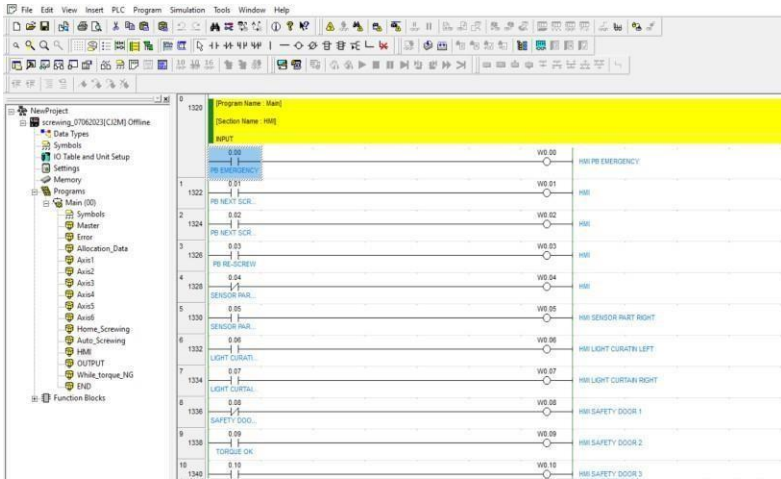 File Edit View Insert PLC Program Simulation Tools Window Help
NewProject
screwing_07062023[CJ2M] Offline
Data Types
Symbols
IO Table and Unit Setup
Settings
Memory
Programs
Main (00)
Symbols
Master
Error
Allocation_Data
Axis1
Axis2
Axis3
Axis4
Axis5
Axis6
Home_Screwing
Auto_Screwing
HMI
OUTPUT
While_torque_NG
END
Function Blocks
0
1320
[Program Name : Main]
[Section Name : HMI]
INPUT
0.00 W0.00
PB EMERGENCY HMI PB EMERGENCY
1 0.01 W0.01
1322 HMI
PB NEXT SCR...
2 0.02 W0.02
1324 HMI
PB NEXT SCR...
3 0.03 W0.03
1326 HMI
PB RE-SCREW
4 0.04 W0.04
1328 HMI
SENSOR PAR...
5 0.05 W0.05
1330 HMI SENSOR PART RIGHT
SENSOR PAR...
6 0.06 W0.06
1332 HMI LIGHT CURATIN LEFT
LIGHT CURATI...
7 0.07 W0.07
1334 HMI LIGHT CURTAIN RIGHT
LIGHT CURTAI...
8 0.08 W0.08
1336 HMI SAFETY DOOR 1
SAFETY DOO...
9 0.09 W0.09
1338 HMI SAFETY DOOR 2
TORQUE OK
10 0.10 W0.10
1340 HMI SAFETY DOOR 3